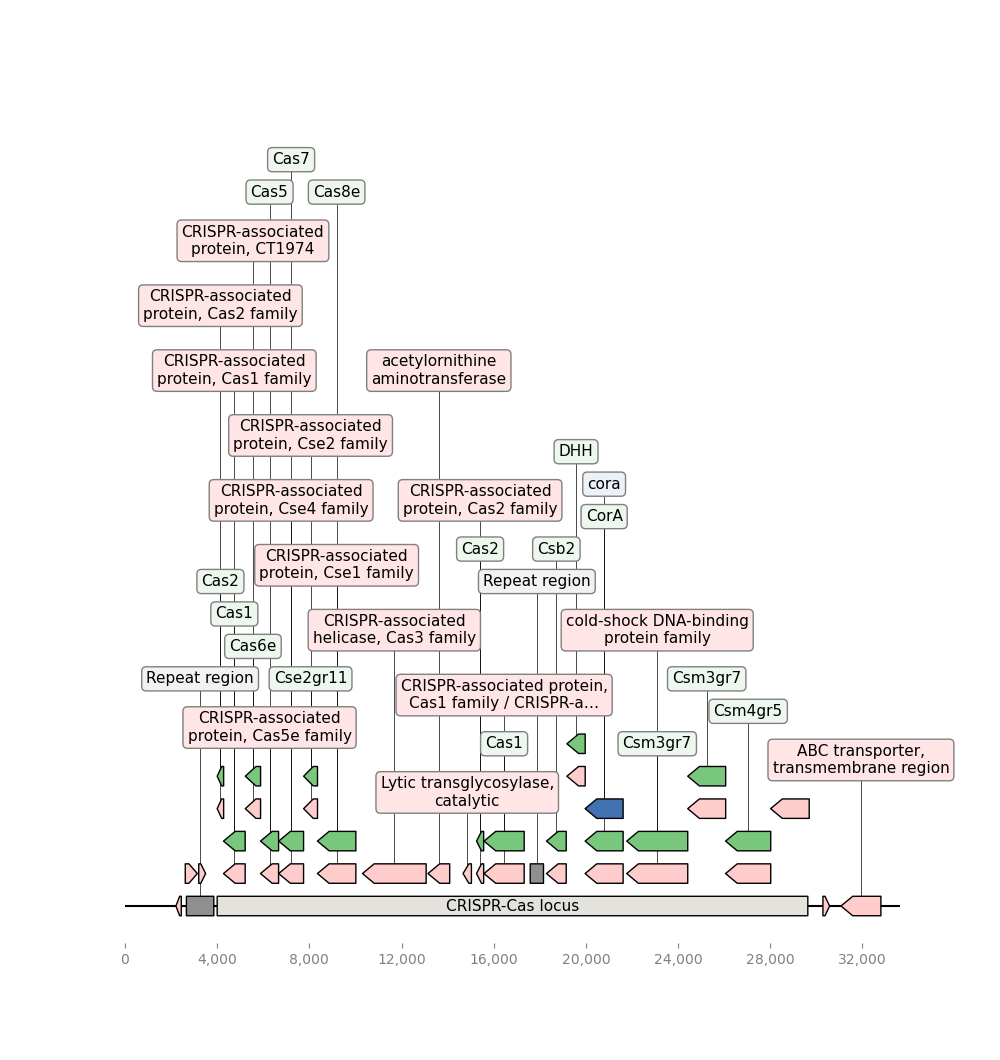 Cas7
Cas5
Cas8e
CRISPR-associated
protein, CT1974
CRISPR-associated
protein, Cas2 family
CRISPR-associated
protein, Cas1 family
acetylornithine
aminotransferase
CRISPR-associated
protein, Cse2 family
DHH
cora
CRISPR-associated
protein, Cse4 family
CRISPR-associated
protein, Cas2 family
CorA
Cas2
Csb2
CRISPR-associated
protein, Cse1 family
Cas2
Repeat region
Cas1
CRISPR-associated
helicase, Cas3 family
cold-shock DNA-binding
protein family
Cas6e
Repeat region
Cse2gr11
Csm3gr7
CRISPR-associated protein,
Cas1 family / CRISPR-a...
Csm4gr5
CRISPR-associated
protein, Cas5e family
Cas1
Csm3gr7
ABC transporter,
transmembrane region
Lytic transglycosylase,
catalytic
CRISPR-Cas locus
0
4,000
8,000
12,000
16,000
20,000
24,000
28,000
32,000